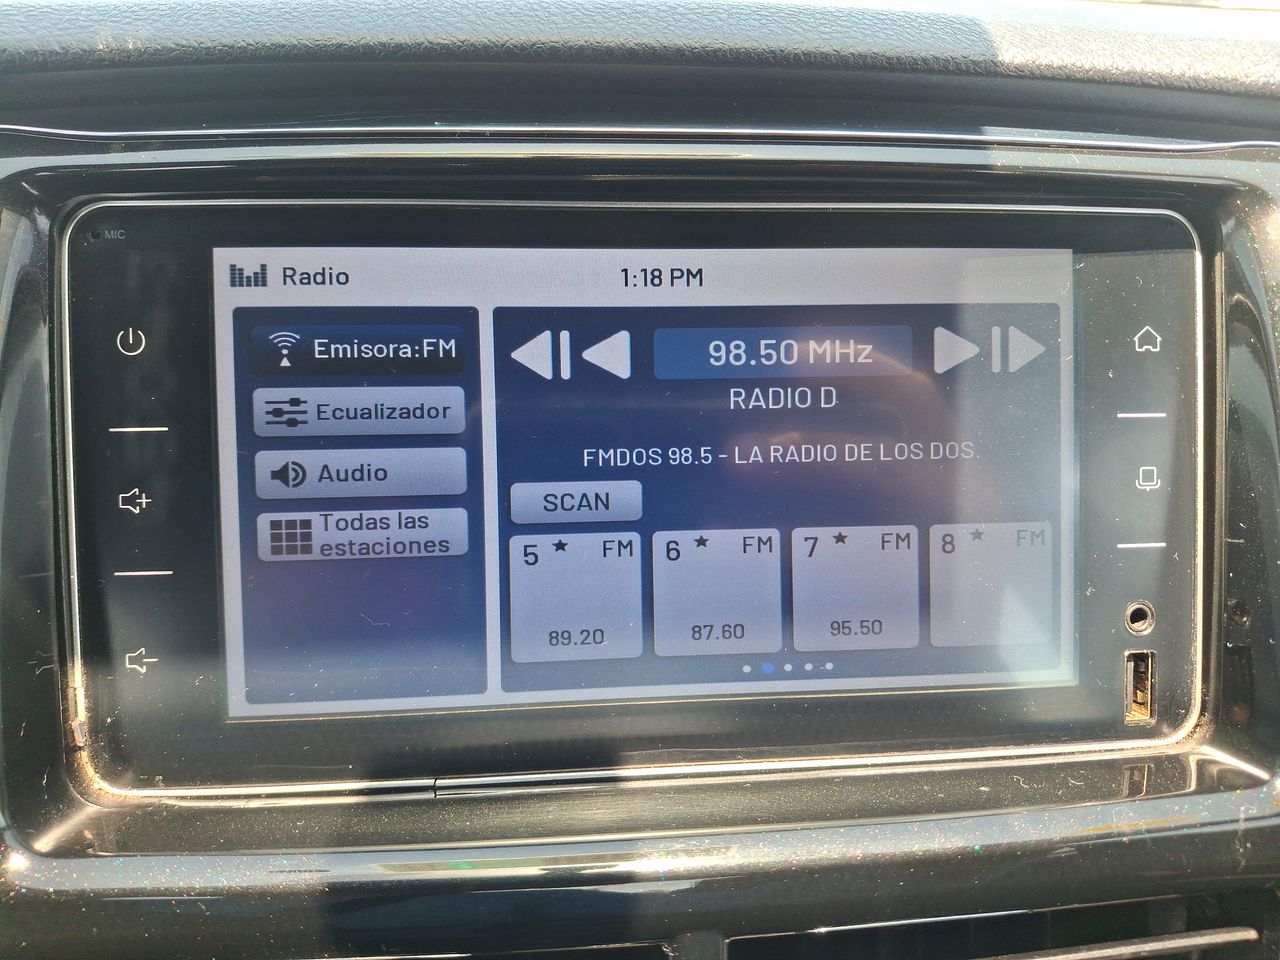 MIC
Radio
1:18 PM
Emisora:FM
Ecualizador
Audio
Todas las
estaciones
98.50 MHz
RADIO D
FMDOS 98.5 - LA RADIO DE LOS DOS.
SCAN
5 ★ FM
89.20
6 ★ FM
87.60
7 ★ FM
95.50
8 ★ FM